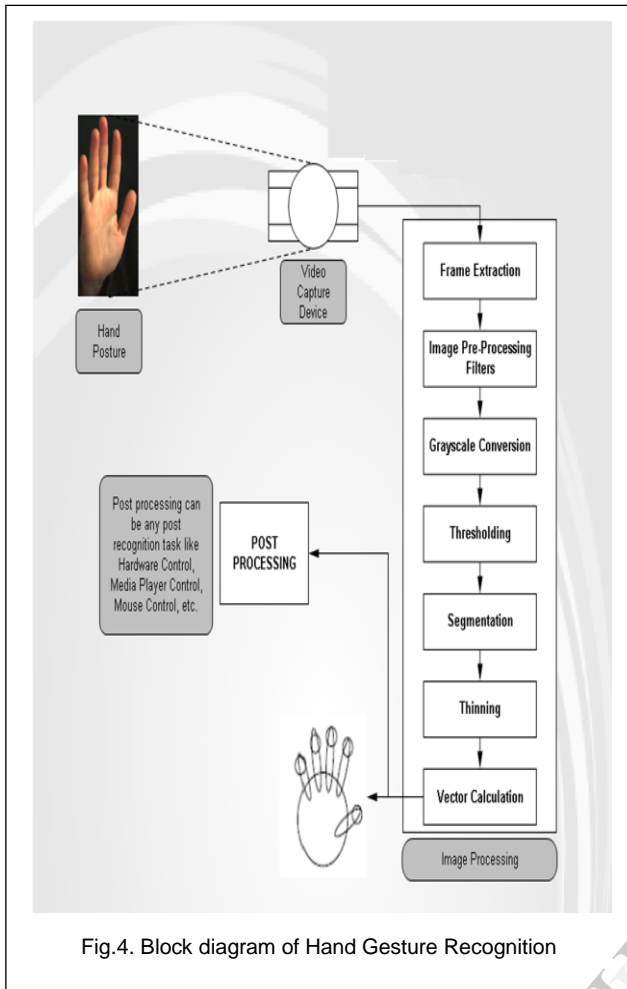 Hand
Posture
Video
Capture
Device
Frame Extraction
Image Pre-Processing
Filters
Grayscale Conversion
Thresholding
Segmentation
Thinning
Vector Calculation
Image Processing
POST
PROCESSING
Post processing can
be any post
recognition task like
Hardware Control,
Media Player Control,
Mouse Control, etc.
Fig.4. Block diagram of Hand Gesture Recognition